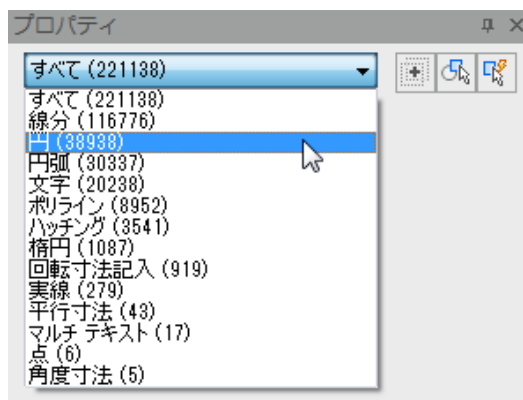 プロパティ
すべて (221138)
すべて (221138)
線分 (116776)
円 (38938)
円弧 (30337)
文字 (20238)
ポリライン (8952)
ハッチング (3541)
楕円 (1087)
回転寸法記入 (919)
実線 (279)
平行寸法 (43)
マルチ テキスト (17)
点 (6)
角度寸法 (5)